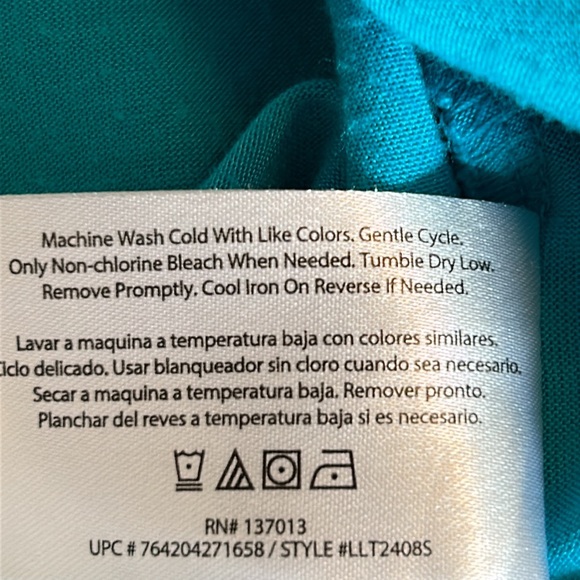 Machine Wash Cold With Like Colors. Gentle Cycle.
Only Non-chlorine Bleach When Needed. Tumble Dry Low.
Remove Promptly. Cool Iron On Reverse If Needed.
Lavar a maquina a temperatura baja con colores similares.
Ciclo delicado. Usar blanqueador sin cloro cuando sea necesario.
Secar a maquina a temperatura baja. Remover pronto.
Planchar del reves a temperatura baja si es necesario.
RN# 137013
UPC # 764204271658 / STYLE #LLT2408S